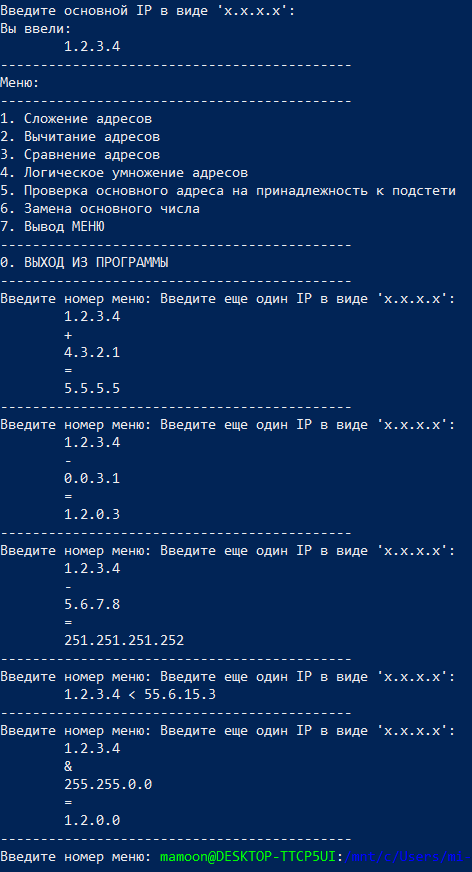 Введите основной IP в виде 'x.x.x.x':
Вы ввели:
1.2.3.4
--------------------------------------------
Меню:
--------------------------------------------
1. Сложение адресов
2. Вычитание адресов
3. Сравнение адресов
4. Логическое умножение адресов
5. Проверка основного адреса на принадлежность к подстети
6. Замена основного числа
7. Вывод МЕНЮ
--------------------------------------------
0. ВЫХОД ИЗ ПРОГРАММЫ
--------------------------------------------
Введите номер меню: Введите еще один IP в виде 'x.x.x.x':
1.2.3.4
+
4.3.2.1
=
5.5.5.5
--------------------------------------------
Введите номер меню: Введите еще один IP в виде 'x.x.x.x':
1.2.3.4
-
0.0.3.1
=
1.2.0.3
--------------------------------------------
Введите номер меню: Введите еще один IP в виде 'x.x.x.x':
1.2.3.4
-
5.6.7.8
=
251.251.251.252
--------------------------------------------
Введите номер меню: Введите еще один IP в виде 'x.x.x.x':
1.2.3.4 < 55.6.15.3
--------------------------------------------
Введите номер меню: Введите еще один IP в виде 'x.x.x.x':
1.2.3.4
&
255.255.0.0
=
1.2.0.0
--------------------------------------------
Введите номер меню: mamoon@DESKTOP-TTCP5UI:/mnt/c/Users/mi